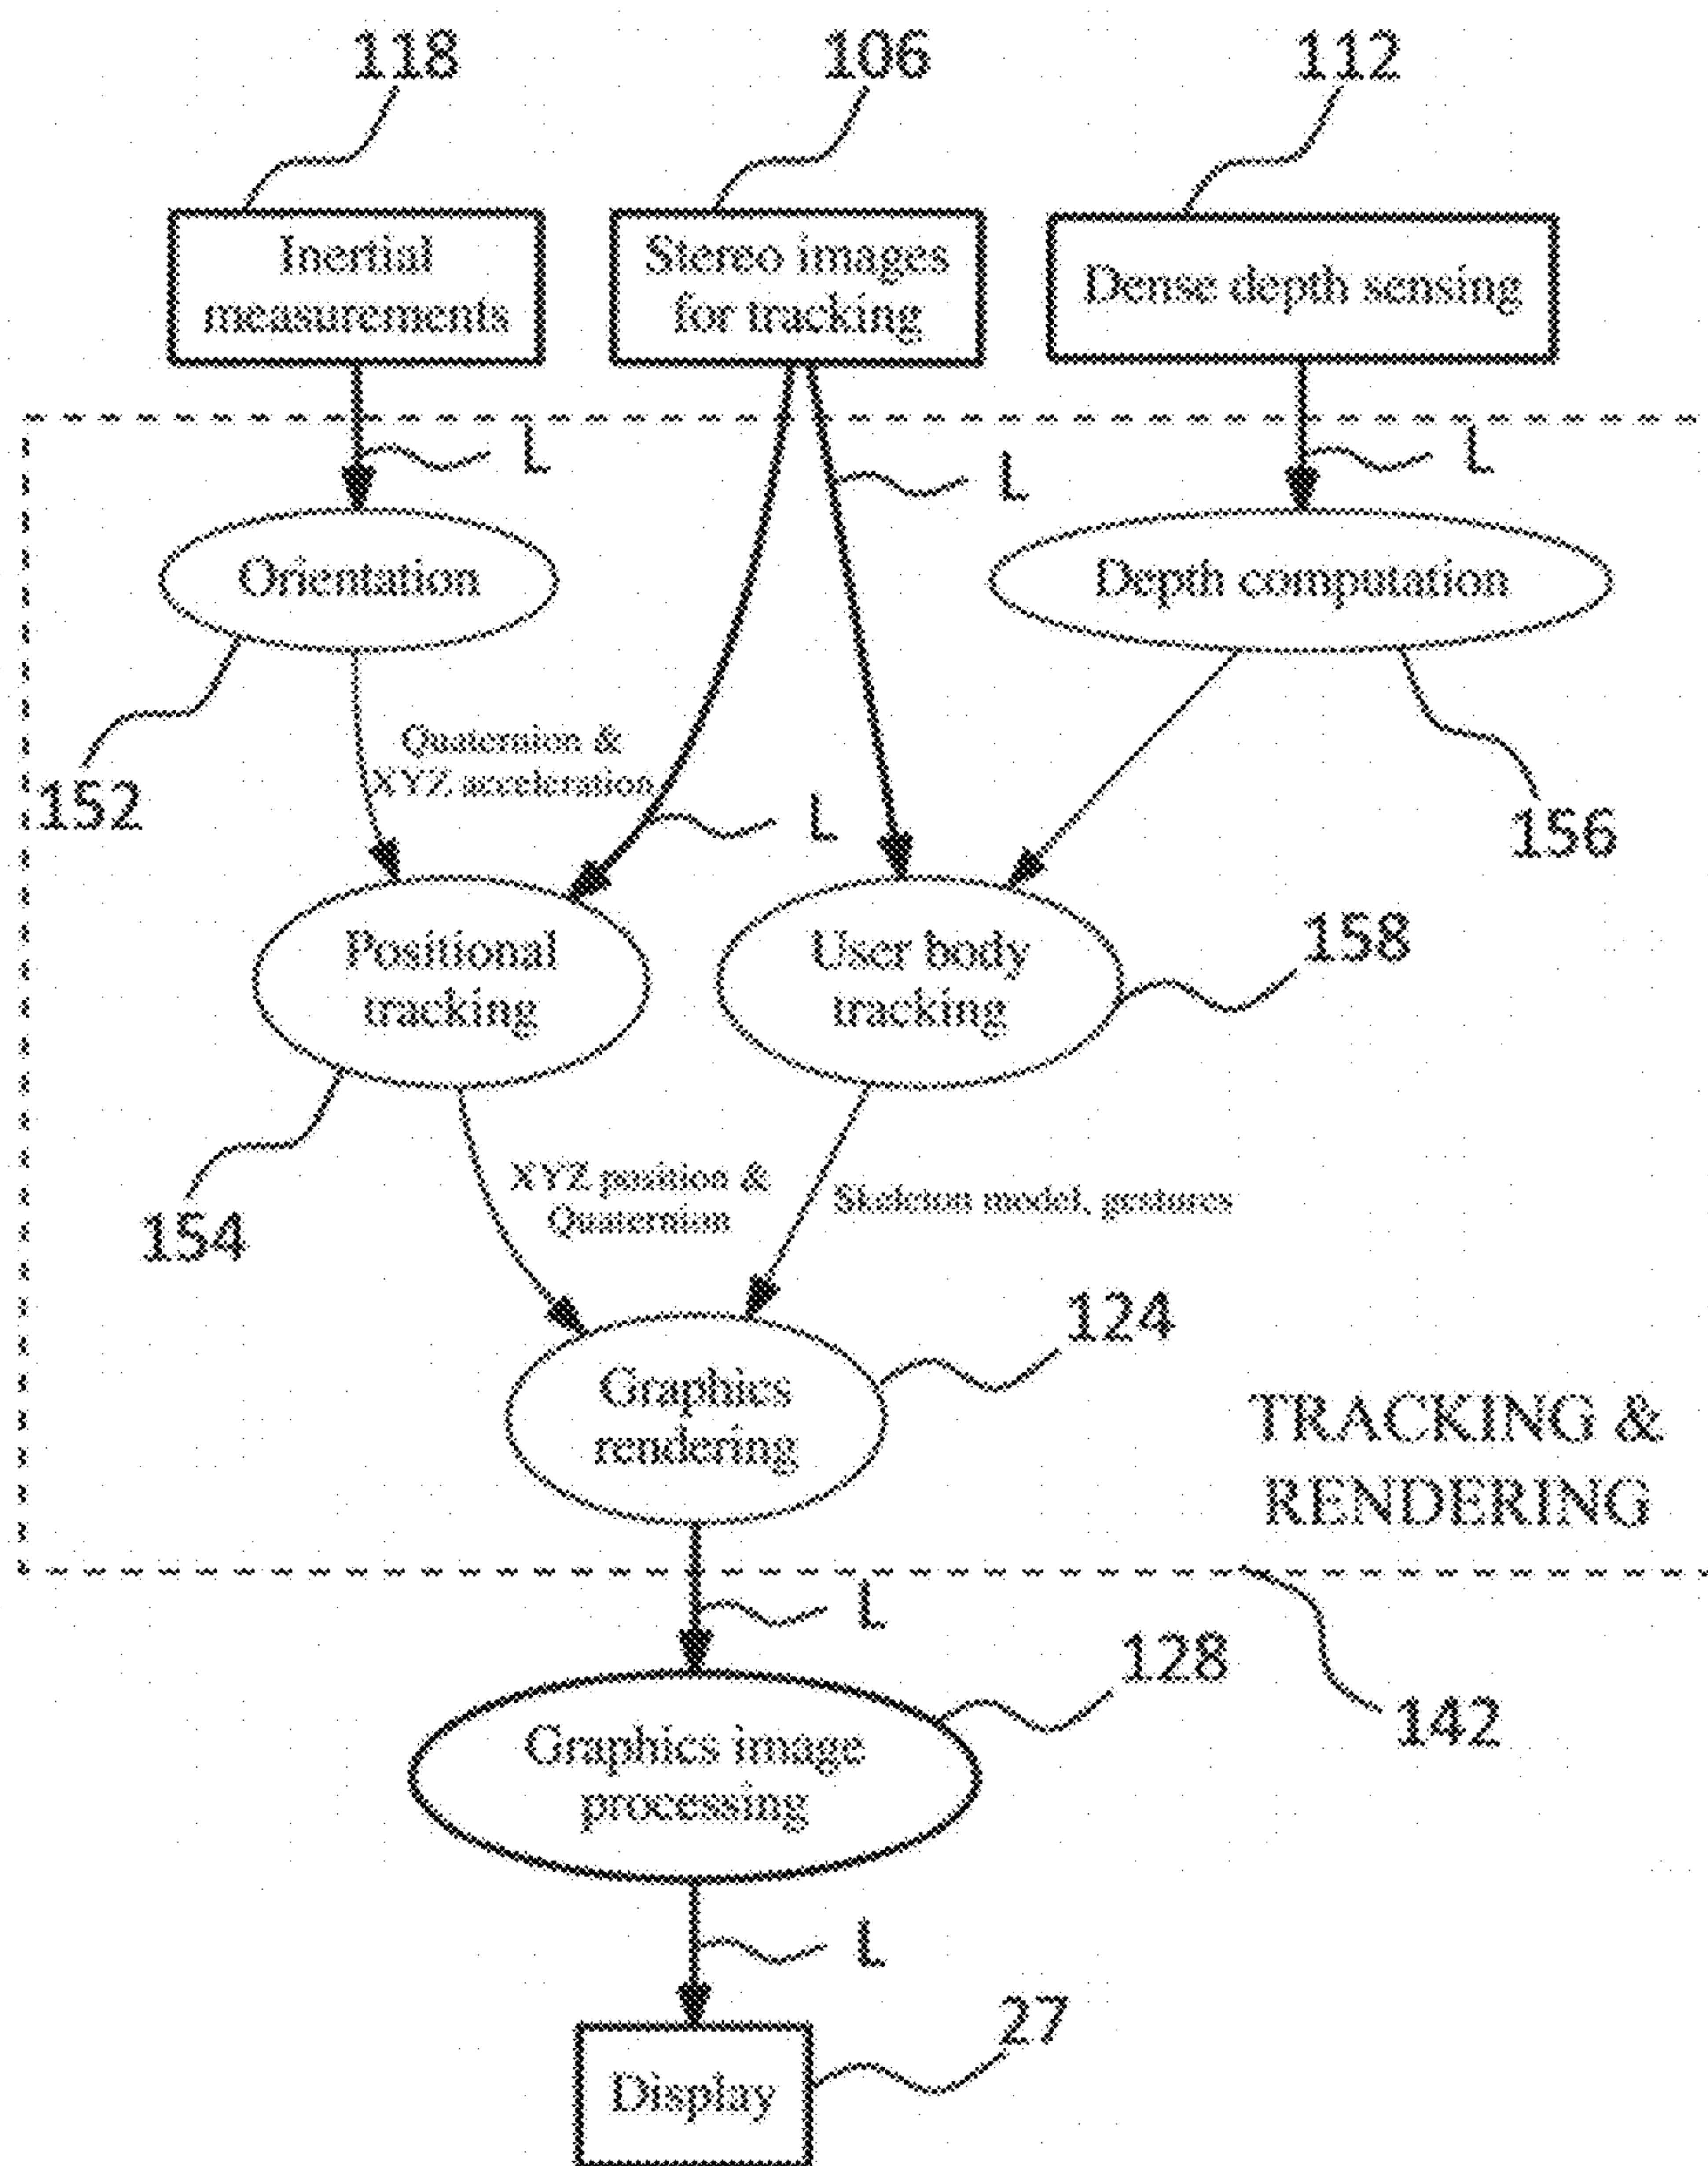 118
106
112
Inertial
measurements
Stereo images
for tracking
Dense depth sensing
L
L
L
Orientation
Depth computation
Quaternion &
XYZ acceleration
152
L
156
Positional
tracking
User body
tracking
158
XYZ position &
Quaternion
Skeleton model, gestures
154
124
Graphics
rendering
TRACKING &
RENDERING
L
128
142
Graphics image
processing
L
27
Display